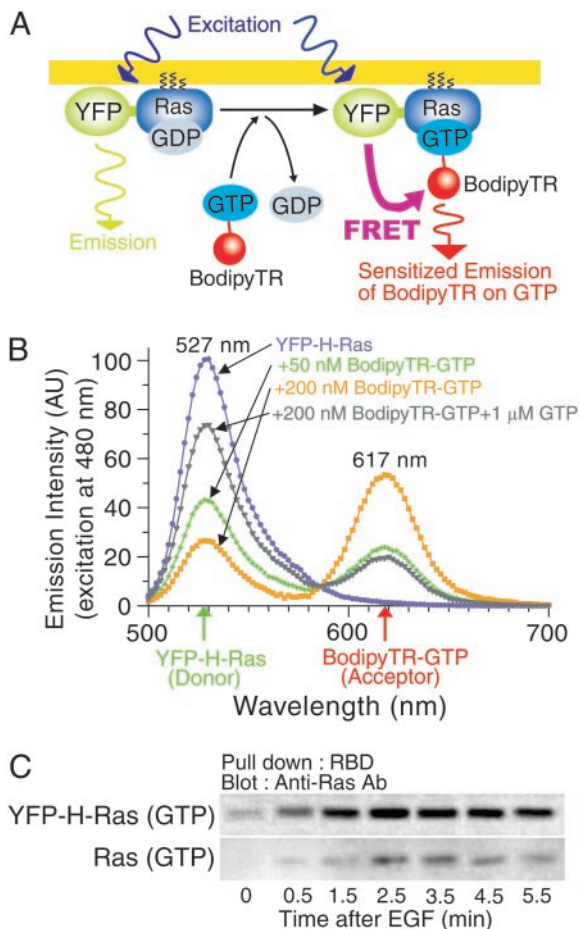 A
Excitation
YFP
Ras
GDP
YFP
Ras
GTP
GTP
GDP
BodipyTR
BodipyTR
FRET
Emission
Sensitized Emission
of BodipyTR on GTP
B
527 nm
YFP-H-Ras
+50 nM BodipyTR-GTP
+200 nM BodipyTR-GTP
+200 nM BodipyTR-GTP+1 μM GTP
617 nm
Emission Intensity (AU)
(excitation at 480 nm)
100
80
60
40
20
0
500
600
700
YFP-H-Ras
(Donor)
BodipyTR-GTP
(Acceptor)
Wavelength (nm)
C
Pull down : RBD
Blot : Anti-Ras Ab
YFP-H-Ras (GTP)
Ras (GTP)
0 0.5 1.5 2.5 3.5 4.5 5.5
Time after EGF (min)